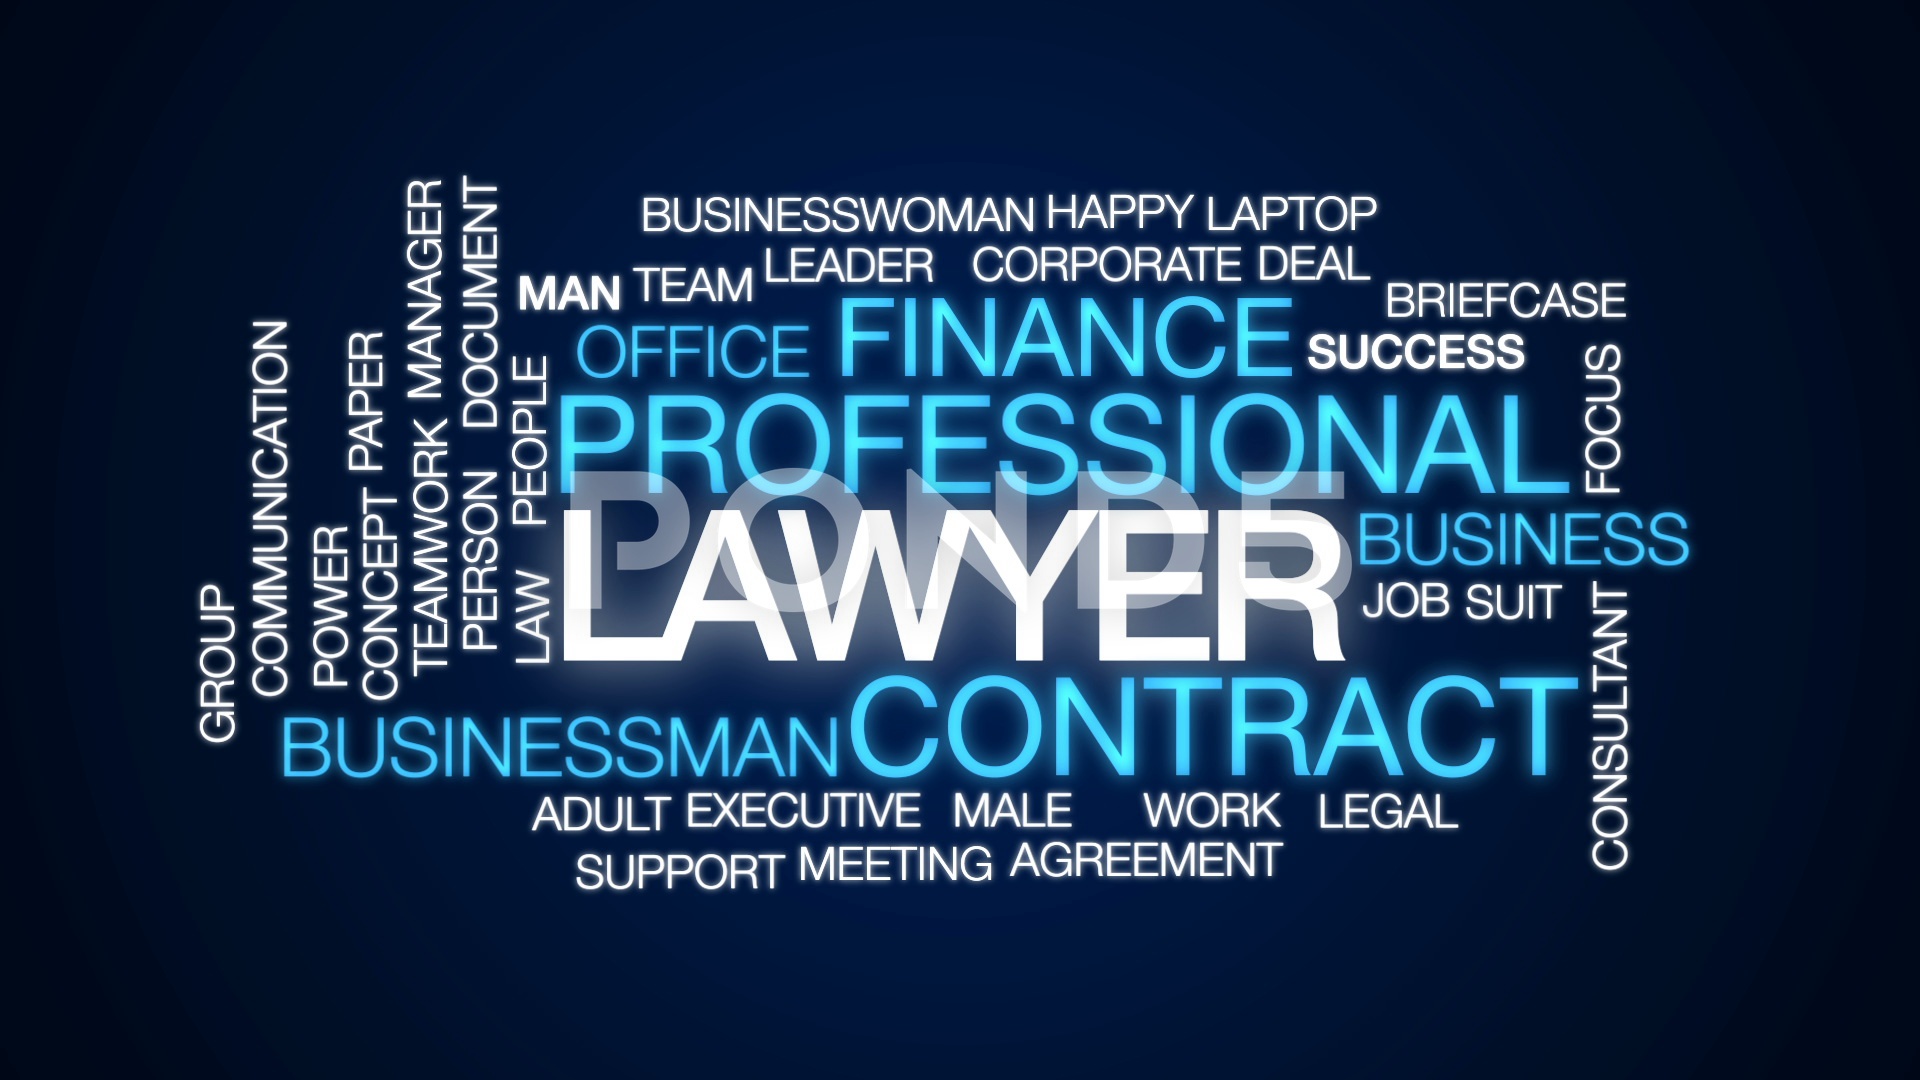 BUSINESSWOMAN HAPPY LAPTOP
LEADER CORPORATE DEAL
MAN TEAM
BRIEFCASE
OFFICE FINANCE SUCCESS
PROFESSIONAL
LAWYER
POND5
BUSINESS
JOB SUIT
BUSINESSMAN CONTRACT
ADULT EXECUTIVE MALE WORK LEGAL
SUPPORT MEETING AGREEMENT
GROUP
COMMUNICATION
POWER
PAPER
CONCEPT
MANAGER
TEAMWORK
DOCUMENT
PERSON
PEOPLE
LAW
FOCUS
CONSULTANT